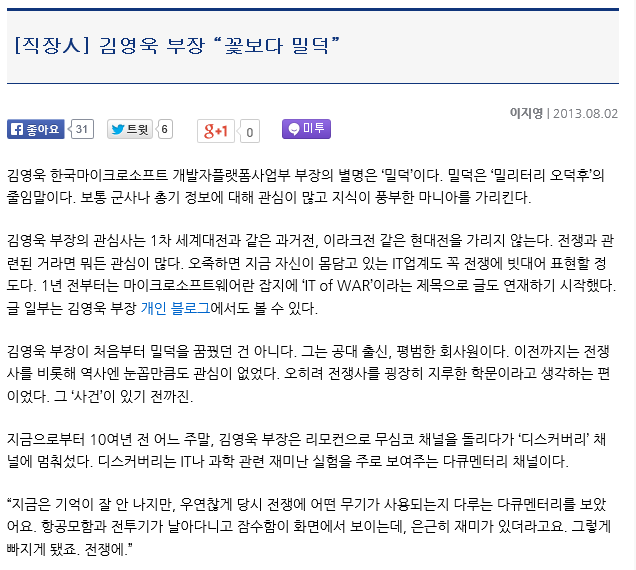 [직장人] 김영욱 부장 “꽃보다 밀덕”
이지영 | 2013.08.02
좋아요 31 트윗 6 g+1 0 미투
김영욱 한국마이크로소프트 개발자플랫폼사업부 부장의 별명은 ‘밀덕’이다. 밀덕은 ‘밀리터리 오덕후’의
줄임말이다. 보통 군사나 총기 정보에 대해 관심이 많고 지식이 풍부한 마니아를 가리킨다.
김영욱 부장의 관심사는 1차 세계대전과 같은 과거전, 이라크전 같은 현대전을 가리지 않는다. 전쟁과 관
련된 거라면 뭐든 관심이 많다. 오죽하면 지금 자신이 몸담고 있는 IT업계도 꼭 전쟁에 빗대어 표현할 정
도다. 1년 전부터는 마이크로소프트웨어란 잡지에 ‘IT of WAR’이라는 제목으로 글도 연재하기 시작했다.
글 일부는 김영욱 부장 개인 블로그에서도 볼 수 있다.
김영욱 부장이 처음부터 밀덕을 꿈꿨던 건 아니다. 그는 공대 출신, 평범한 회사원이다. 이전까지는 전쟁
사를 비롯해 역사엔 눈꼽만큼도 관심이 없었다. 오히려 전쟁사를 굉장히 지루한 학문이라고 생각하는 편
이었다. 그 ‘사건’이 있기 전까진.
지금으로부터 10여년 전 어느 주말, 김영욱 부장은 리모컨으로 무심코 채널을 돌리다가 ‘디스커버리’ 채
널에 멈춰섰다. 디스커버리는 IT나 과학 관련 재미난 실험을 주로 보여주는 다큐멘터리 채널이다.
“지금은 기억이 잘 안 나지만, 우연찮게 당시 전쟁에 어떤 무기가 사용되는지 다루는 다큐멘터리를 보았
어요. 항공모함과 전투기가 날아다니고 잠수함이 화면에서 보이는데, 은근히 재미가 있더라고요. 그렇게
빠지게 됐죠. 전쟁에.”